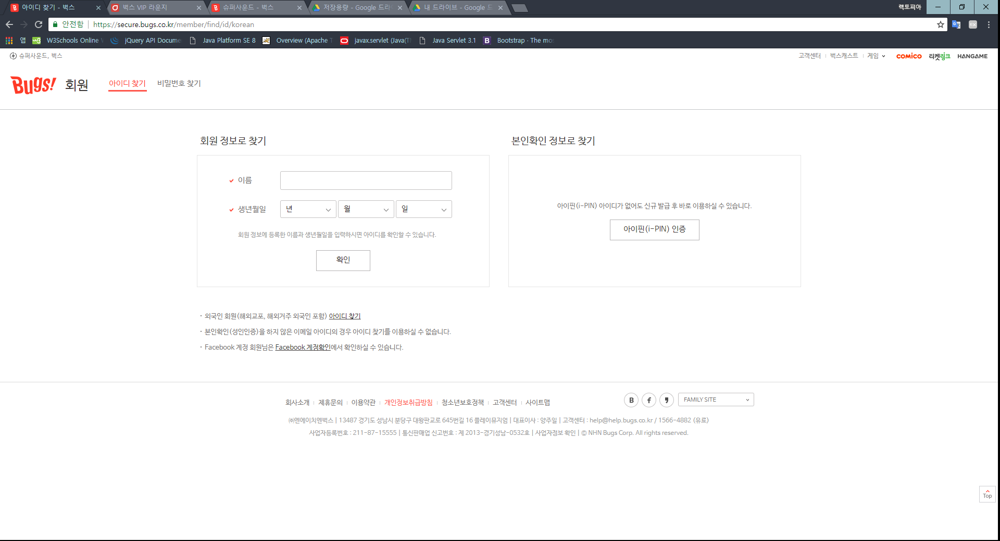 아이디 찾기 - 벅스
벅스 VIP 라운지
슈퍼사운드 - 벅스
저장용량 - Google 드라
내 드라이브 - Google 드
렉토피아
안전함 https://secure.bugs.co.kr/member/find/id/korean
앱 W3Schools Online jQuery API Docume Java Platform SE 8 Overview (Apache T javax.servlet (Java(T Java Servlet 3.1 Bootstrap · The mo
슈퍼사운드, 벅스
고객센터 벅스캐스트 게임 COMICO 티켓링크 HANGAME
Bugs! 회원 아이디 찾기 비밀번호 찾기
회원 정보로 찾기
이름
생년월일 년 월 일
회원 정보에 등록한 이름과 생년월일을 입력하시면 아이디를 확인할 수 있습니다.
확인
본인확인 정보로 찾기
아이핀(i-PIN) 아이디가 없어도 신규 발급 후 바로 이용하실 수 있습니다.
아이핀(i-PIN) 인증
· 외국인 회원(해외교포, 해외거주 외국인 포함) 아이디 찾기
· 본인확인(성인인증)을 하지 않은 이메일 아이디의 경우 아이디 찾기를 이용하실 수 없습니다.
· Facebook 계정 회원님은 Facebook 계정확인에서 확인하실 수 있습니다.
회사소개 제휴문의 이용약관 개인정보취급방침 청소년보호정책 고객센터 사이트맵
FAMILY SITE
㈜엔에이치엔벅스 | 13487 경기도 성남시 분당구 대왕판교로 645번길 16 플레이뮤지엄 | 대표이사 : 양주일 | 고객센터 : help@help.bugs.co.kr / 1566-4882 (유료)
사업자등록번호 : 211-87-15555 | 통신판매업 신고번호 : 제 2013-경기성남-0532호 | 사업자정보 확인 | © NHN Bugs Corp. All rights reserved.
Top